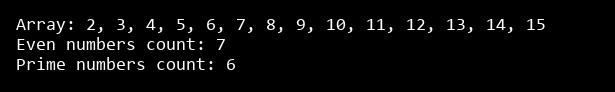 Array: 2, 3, 4, 5, 6, 7, 8, 9, 10, 11, 12, 13, 14, 15
Even numbers count: 7
Prime numbers count: 6